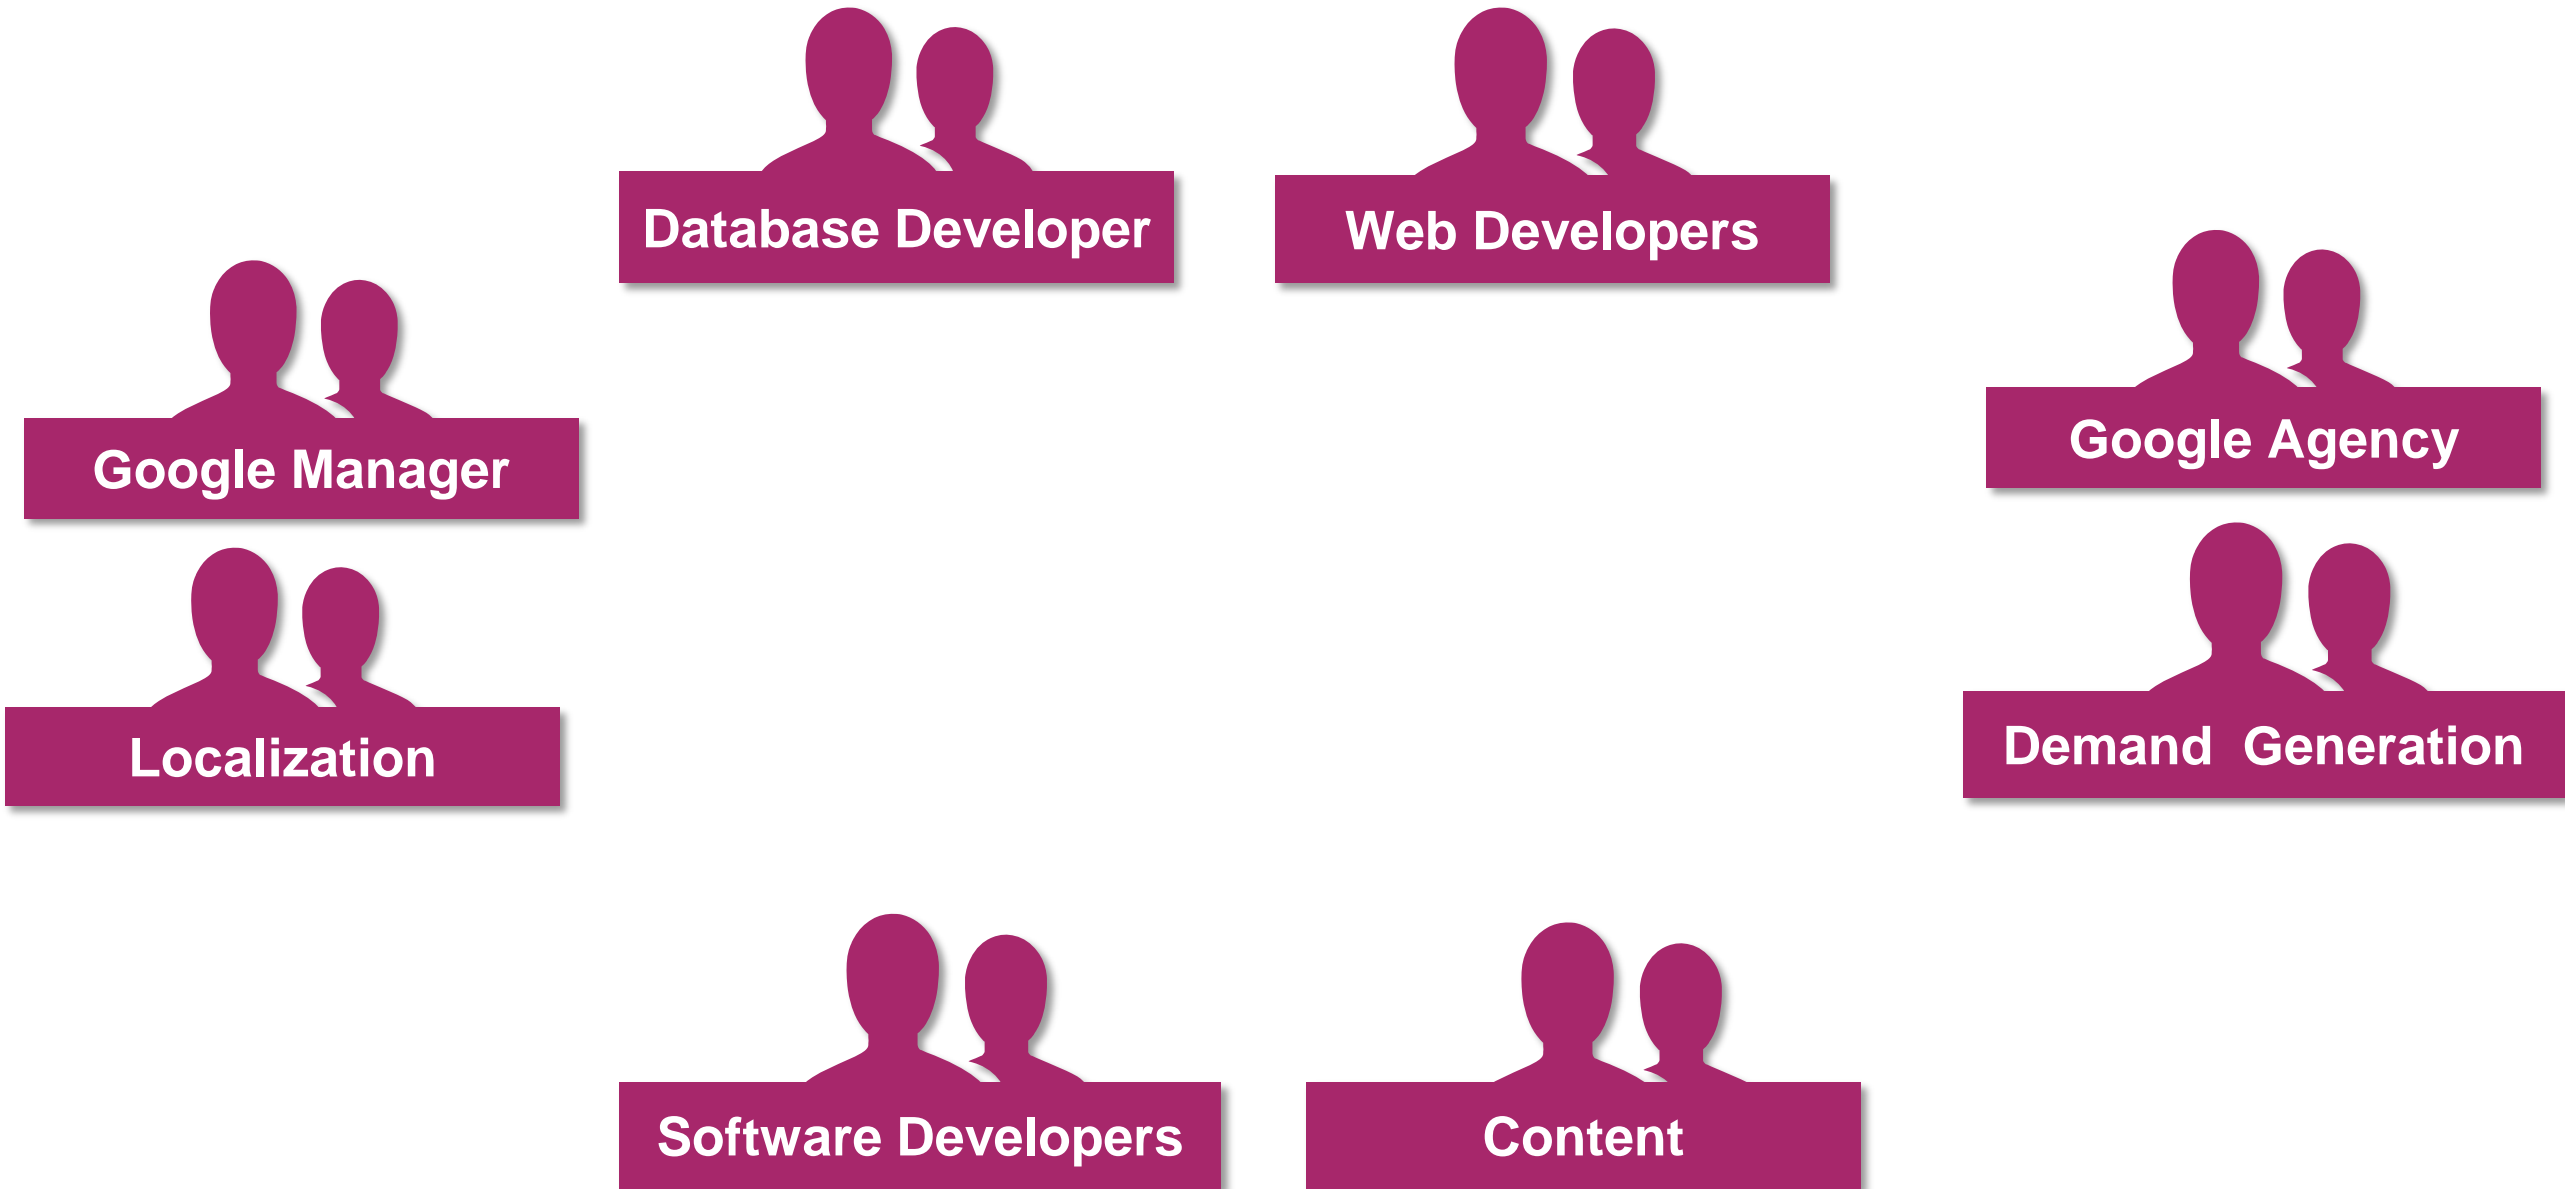 Database Developer
Web Developers
Google Manager
Google Agency
Localization
Demand  Generation
Software Developers
Content